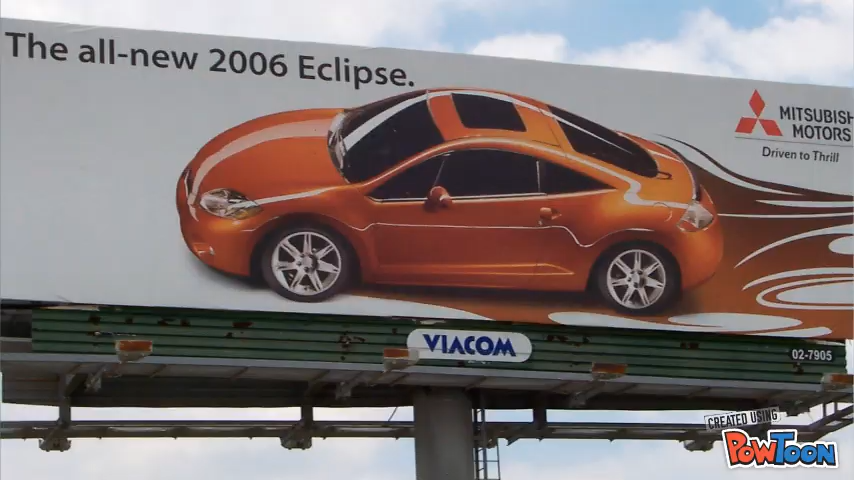 The all-new 2006 Eclipse.
MITSUBISH
MOTORS
Driven to Thrill
VIACOM
02-7905
CREATED USING
POWTOON